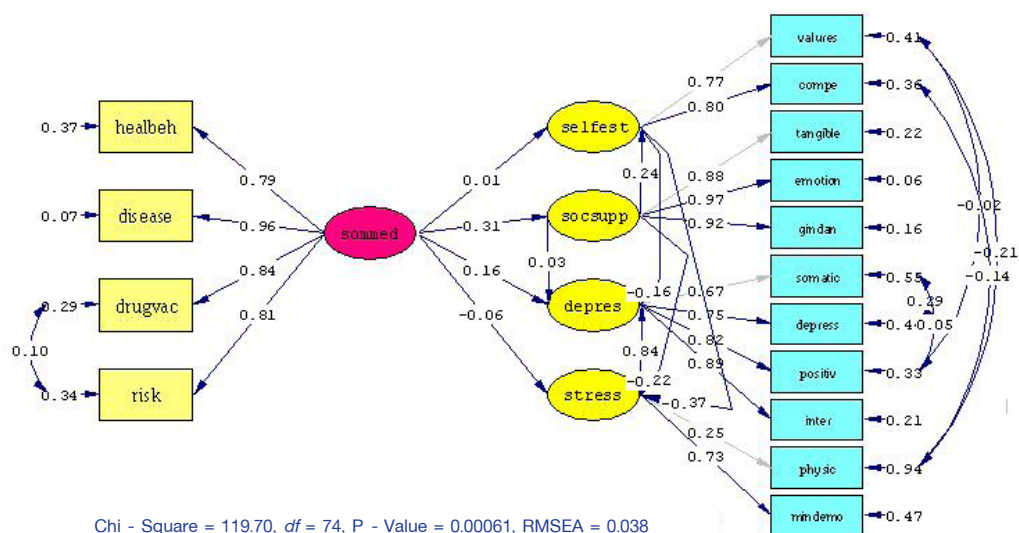 values
0.41
0.77
compe
0.36
0.80
0.37
healbeh
selfest
tangible
0.22
0.79
0.24
0.88
emotion
0.06
0.01
0.97
0.07
disease
0.96
sommed
0.31
socsupp
0.92
gindan
0.16
-0.02
-0.21
0.84
0.16
0.03
somatic
0.55
-0.14
0.29
drugvac
-0.16
0.67
0.29
0.81
-0.06
depres
0.75
depress
0.4
0.05
0.10
0.84
0.82
positiv
0.33
0.89
0.34
risk
stress
-0.22
-0.37
inter
0.21
0.25
physic
0.94
0.73
mindemo
0.47
Chi - Square = 119.70, df = 74, P - Value = 0.00061, RMSEA = 0.038